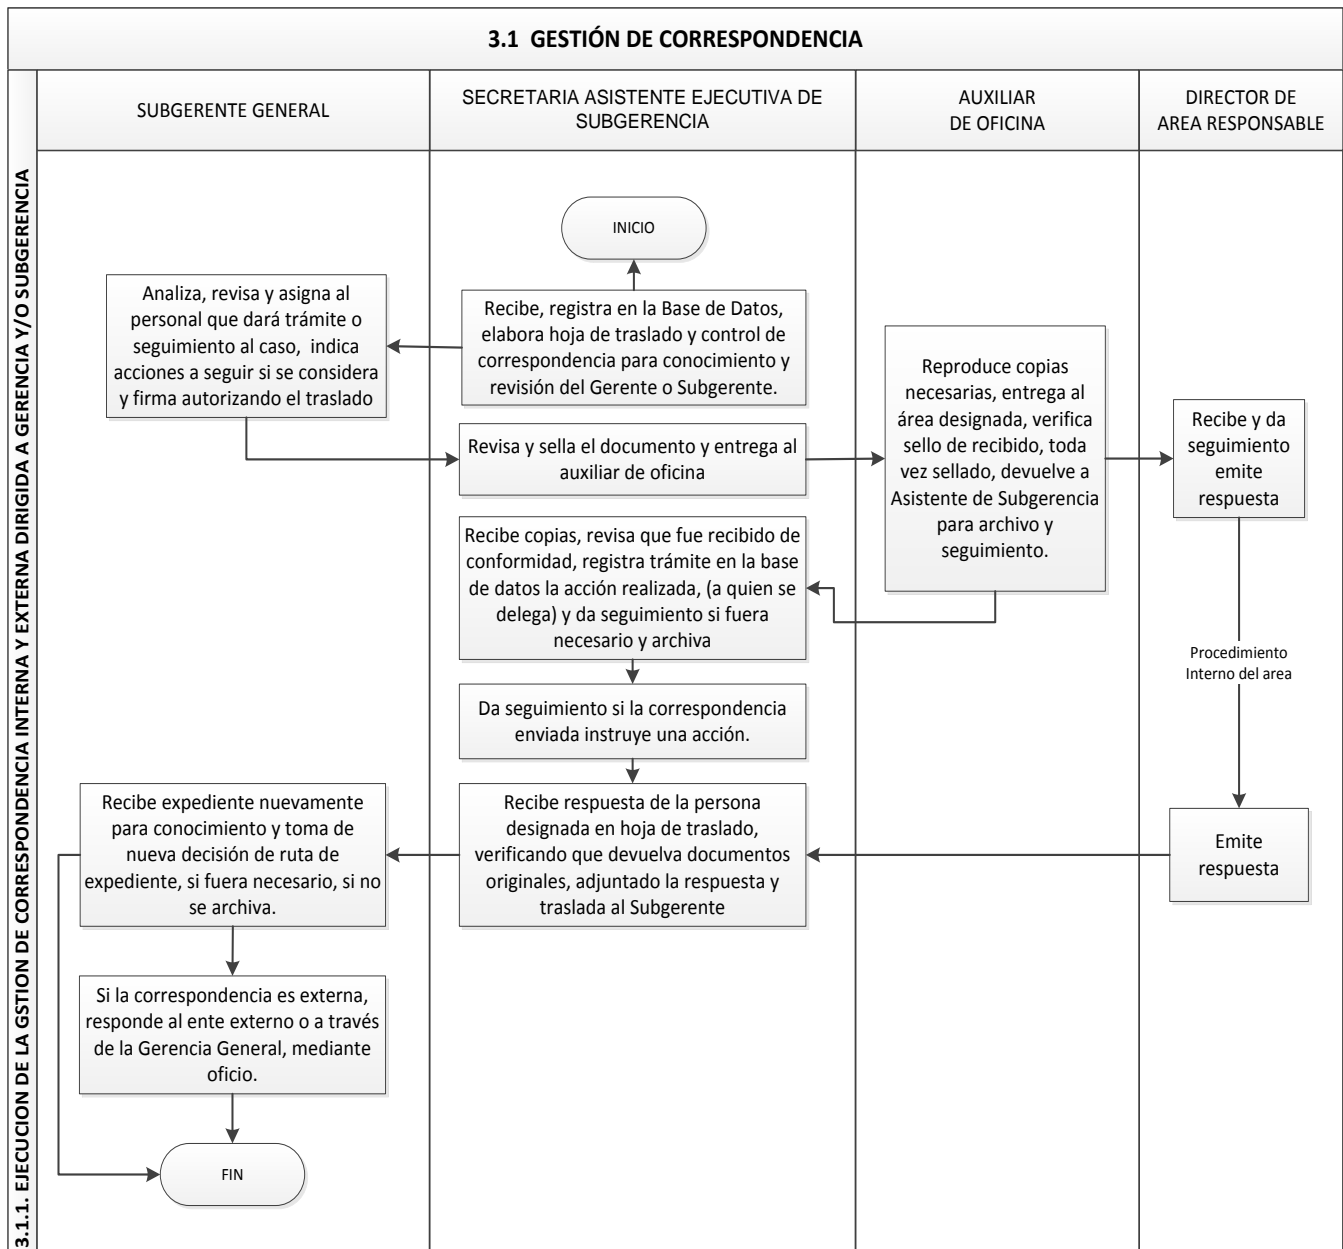 3.1 GESTIÓN DE CORRESPONDENCIA
3.1.1. EJECUCION DE LA GSTION DE CORRESPONDENCIA INTERNA Y EXTERNA DIRIGIDA A GERENCIA Y/O SUBGERENCIA
SUBGERENTE GENERAL
SECRETARIA ASISTENTE EJECUTIVA DE
SUBGERENCIA
AUXILIAR
DE OFICINA
DIRECTOR DE
AREA RESPONSABLE
INICIO
Recibe, registra en la Base de Datos,
elabora hoja de traslado y control de
correspondencia para conocimiento y
revisión del Gerente o Subgerente.
Analiza, revisa y asigna al
personal que dará trámite o
seguimiento al caso, indica
acciones a seguir si se considera
y firma autorizando el traslado
Revisa y sella el documento y entrega al
auxiliar de oficina
Reproduce copias
necesarias, entrega al
área designada, verifica
sello de recibido, toda
vez sellado, devuelve a
Asistente de Subgerencia
para archivo y
seguimiento.
Recibe y da
seguimiento
emite
respuesta
Recibe copias, revisa que fue recibido de
conformidad, registra trámite en la base
de datos la acción realizada, (a quien se
delega) y da seguimiento si fuera
necesario y archiva
Procedimiento
Interno del area
Da seguimiento si la correspondencia
enviada instruye una acción.
Recibe respuesta de la persona
designada en hoja de traslado,
verificando que devuelva documentos
originales, adjuntado la respuesta y
traslada al Subgerente
Emite
respuesta
Recibe expediente nuevamente
para conocimiento y toma de
nueva decisión de ruta de
expediente, si fuera necesario, si no
se archiva.
Si la correspondencia es externa,
responde al ente externo o a través
de la Gerencia General, mediante
oficio.
FIN